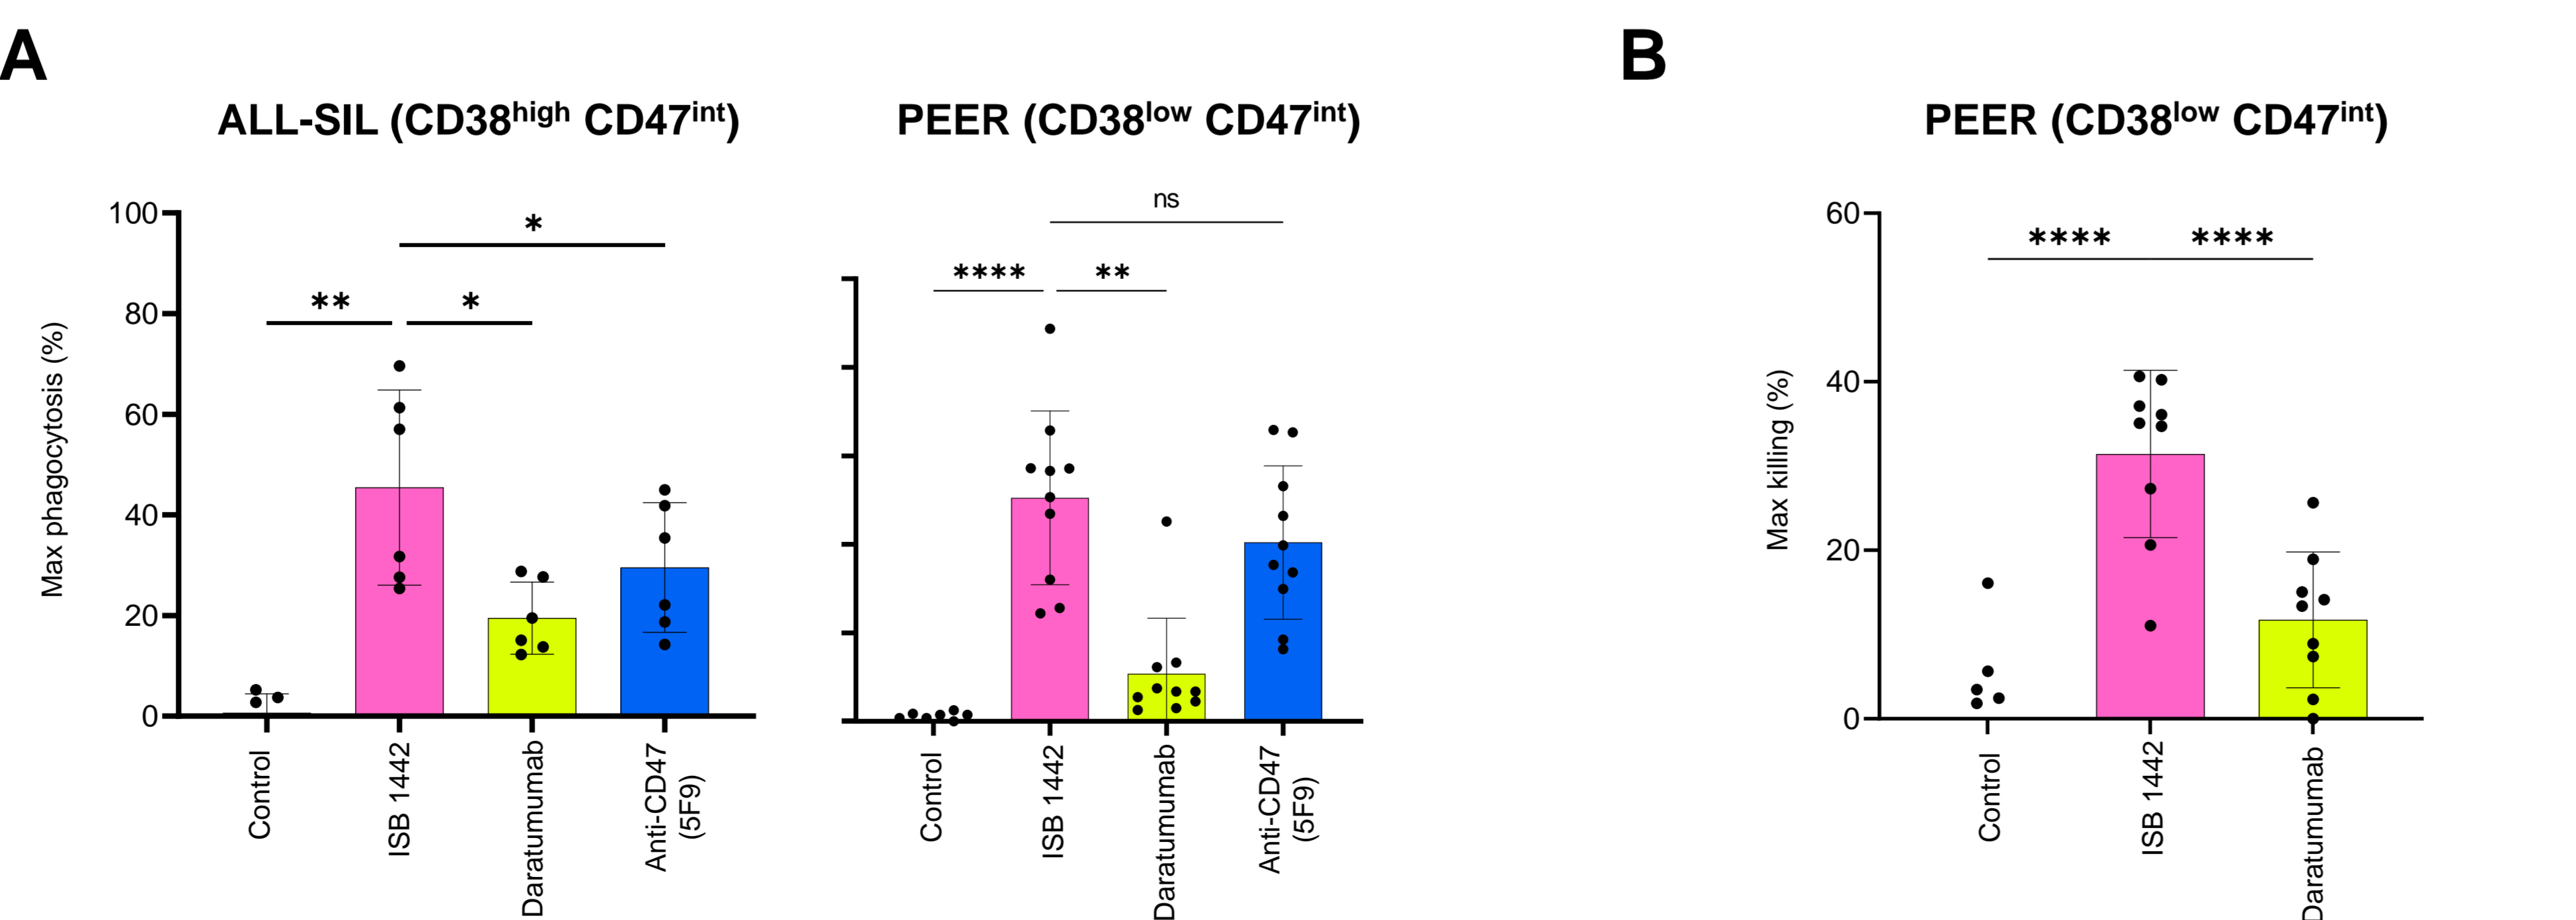 A
B
ALL-SIL (CD38high CD47int)
PEER (CD38low CD47int)
PEER (CD38low CD47int)
Max phagocytosis (%)
100
80
60
40
20
0
**
*
*
Control
ISB 1442
Daratumumab
Anti-CD47
(5F9)
ns
****
**
Control
ISB 1442
Daratumumab
Anti-CD47
(5F9)
Max killing (%)
60
40
20
0
****
****
Control
ISB 1442
Daratumumab